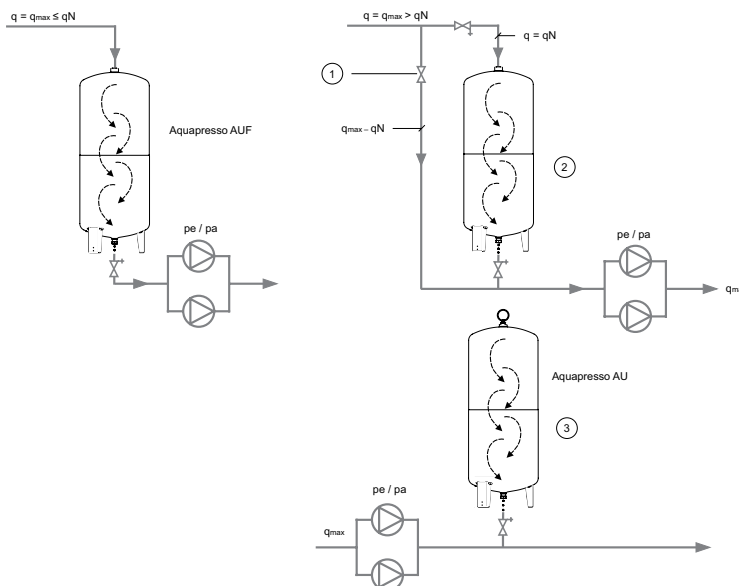 q = qmax ≤ qN
Aquapresso AUF
pe / pa
q = qmax > qN
q = qN
1
qmax – qN
2
pe / pa
qm
Aquapresso AU
3
pe / pa
qmax